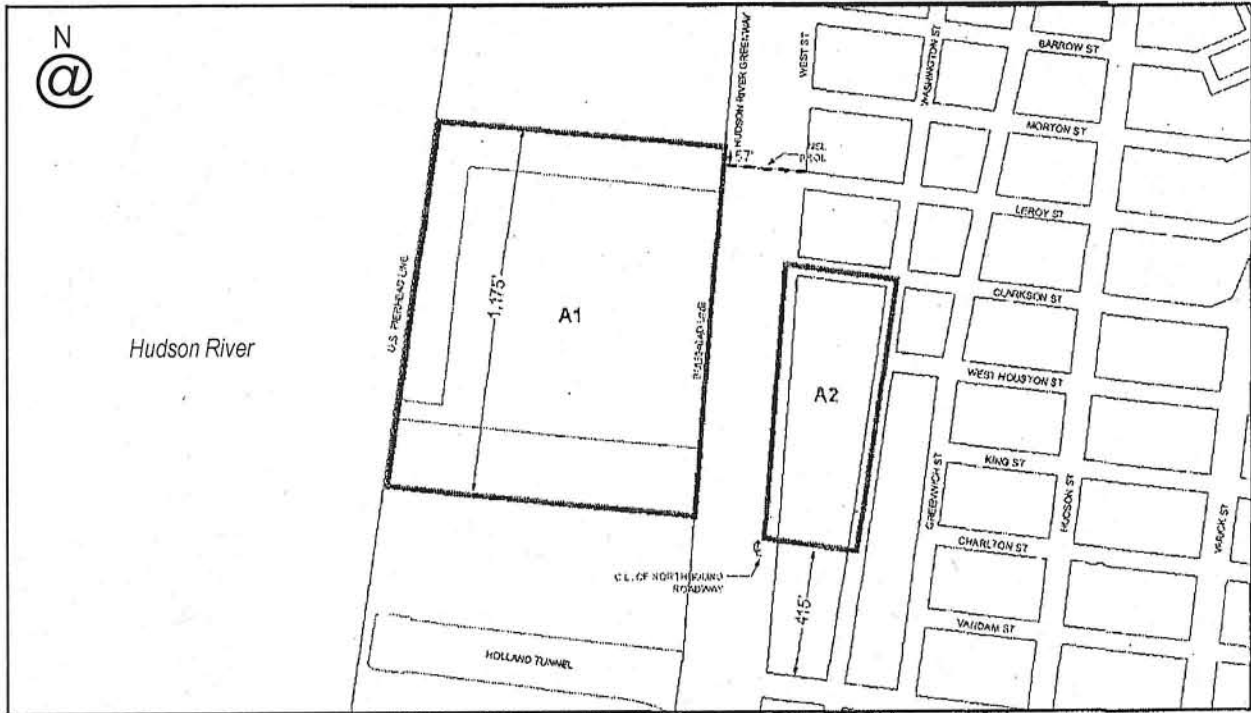 N
@
HUDSON RIVER GREENWAY
WEST ST
WASHINGTON ST
BARROW ST
MORTON ST
57'
PROL
LEROY ST
U.S. PIERHEAD LINE
1,175'
A1
BULKHEAD LINE
CLARKSON ST
Hudson River
WEST HOUSTON ST
A2
KING ST
GREENWICH ST
HUDSON ST
VARICK ST
CHARLTON ST
C.L. OF NORTHBOUND
ROADWAY
415'
VANDAM ST
HOLLAND TUNNEL